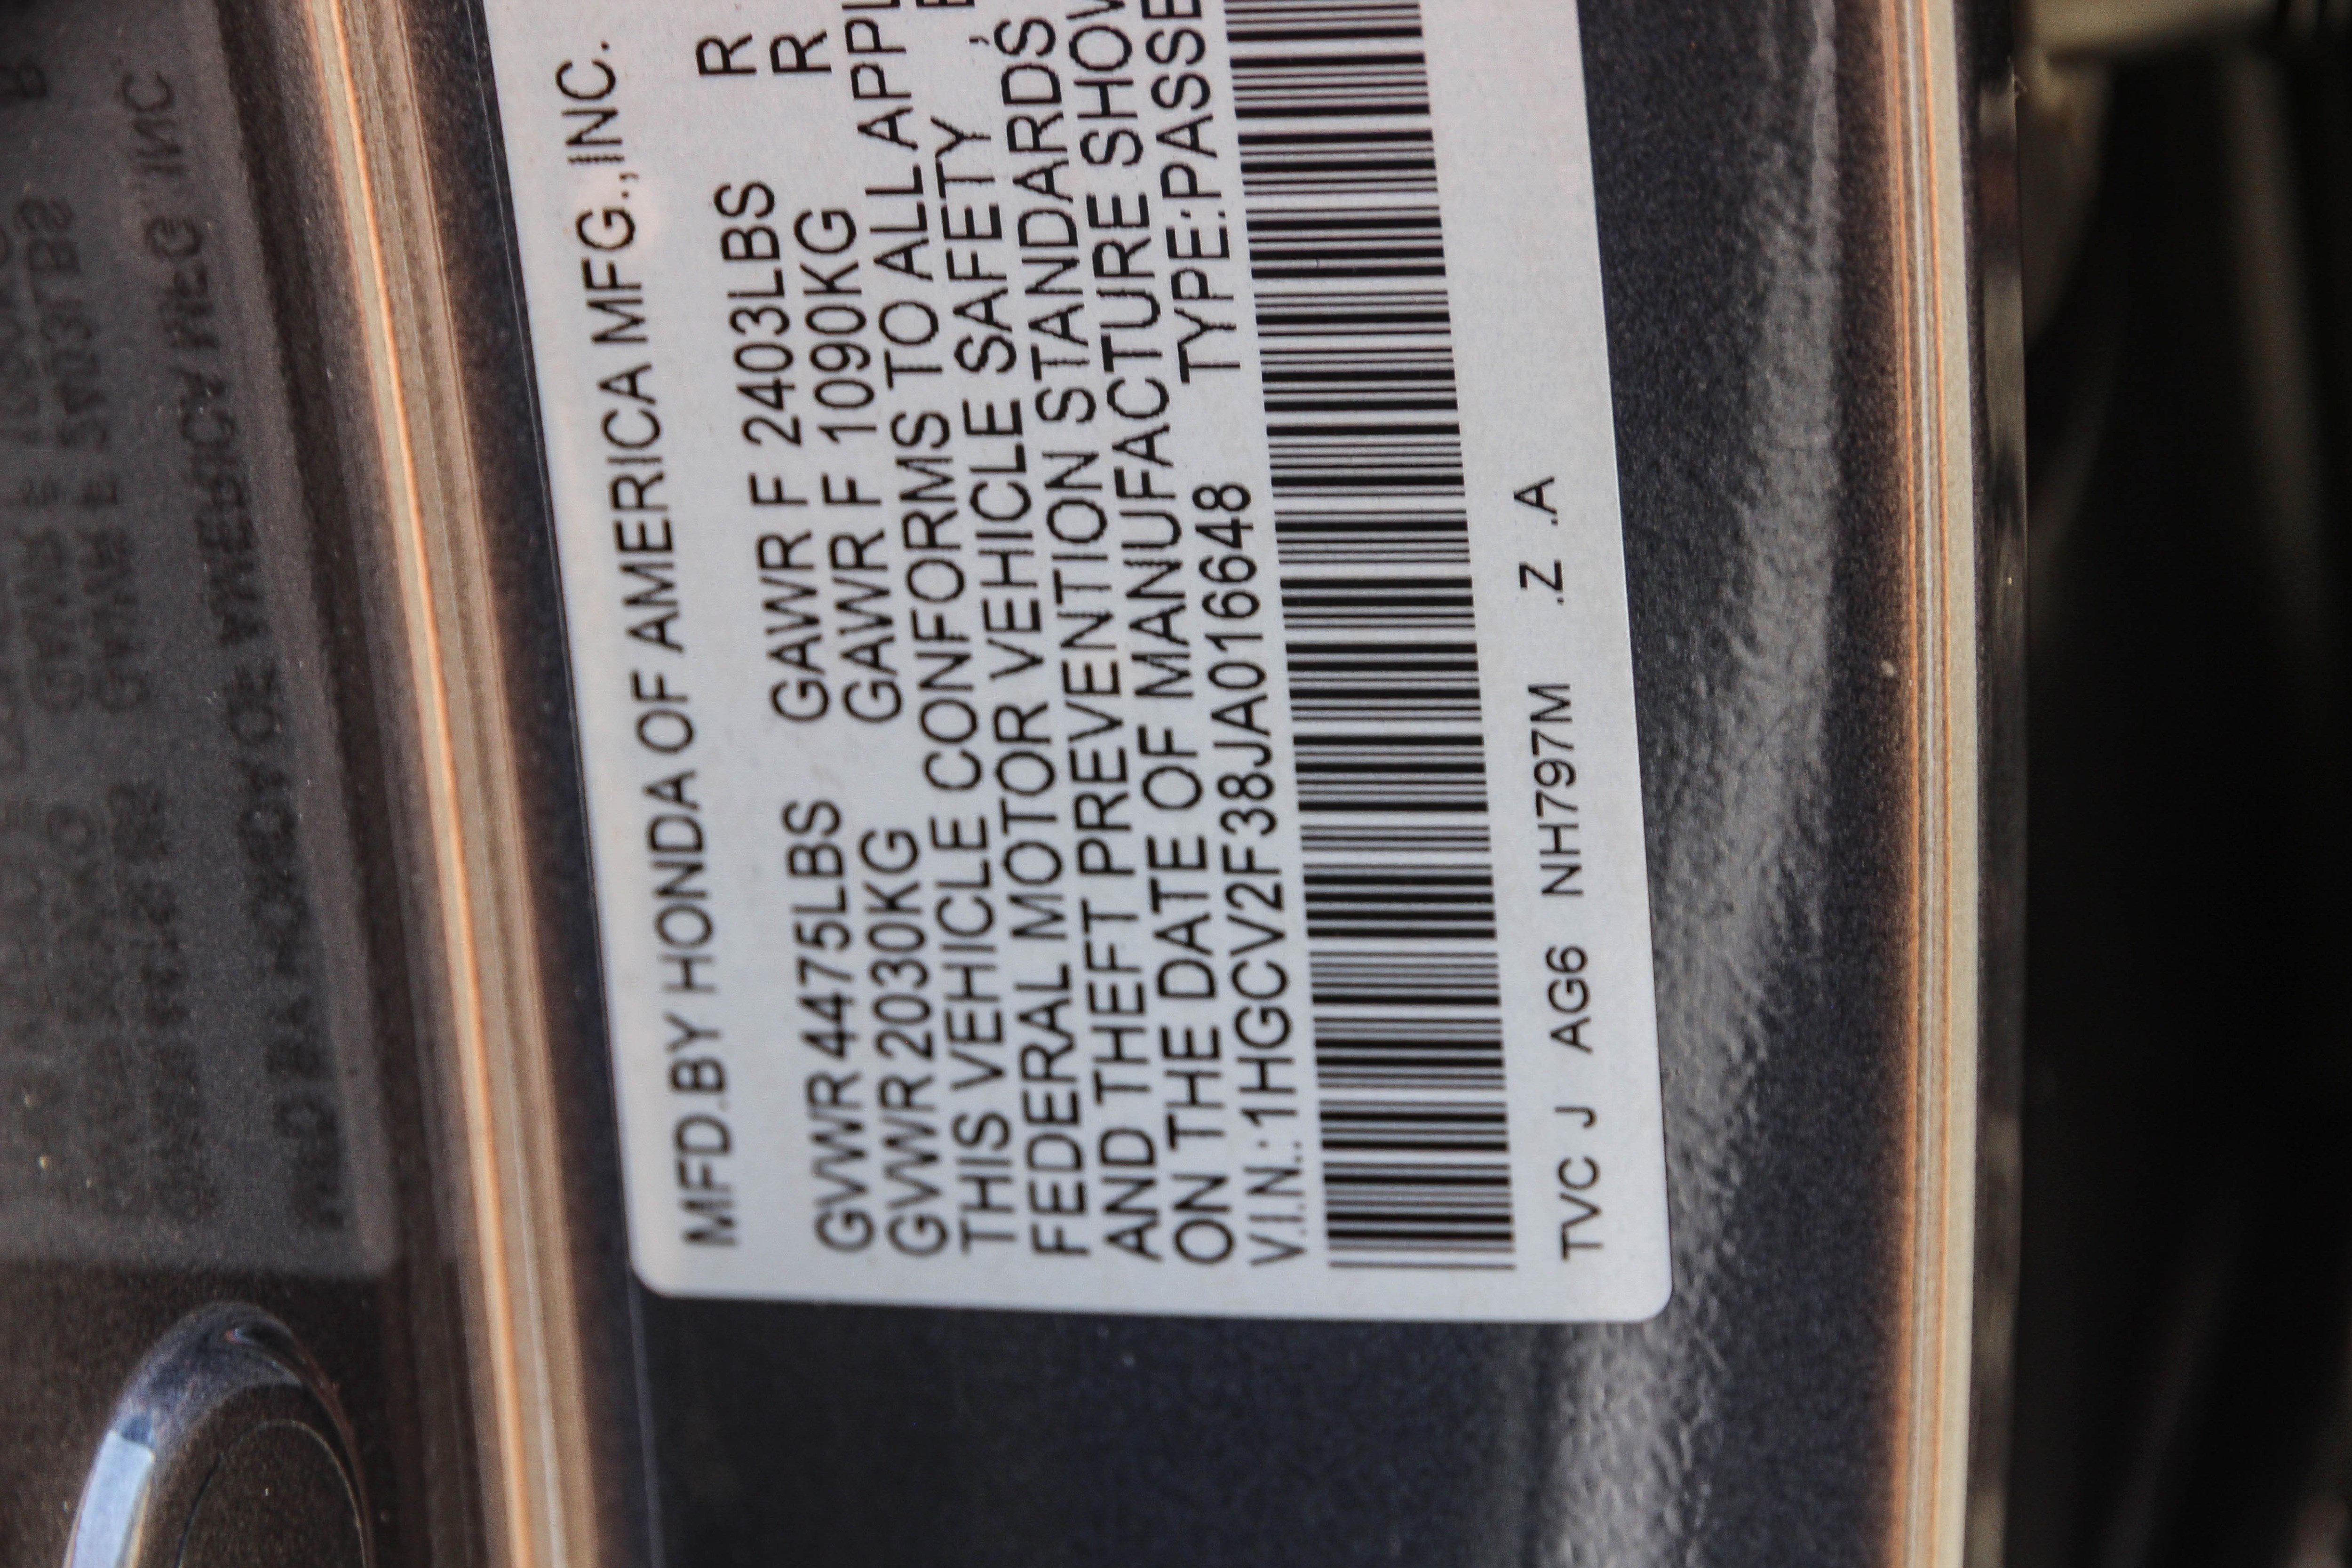 MFD.BY HONDA OF AMERICA MFG.,INC.
GVWR 4475LBS GAWR F 2403LBS R
GVWR 2030KG GAWR F 1090KG R
THIS VEHICLE CONFORMS TO ALL APPL
FEDERAL MOTOR VEHICLE SAFETY , B
AND THEFT PREVENTION STANDARDS
ON THE DATE OF MANUFACTURE SHOW
V.I.N.:1HGCV2F38JA016648 TYPE:PASSE
TVC J AG6 NH797M .Z .A